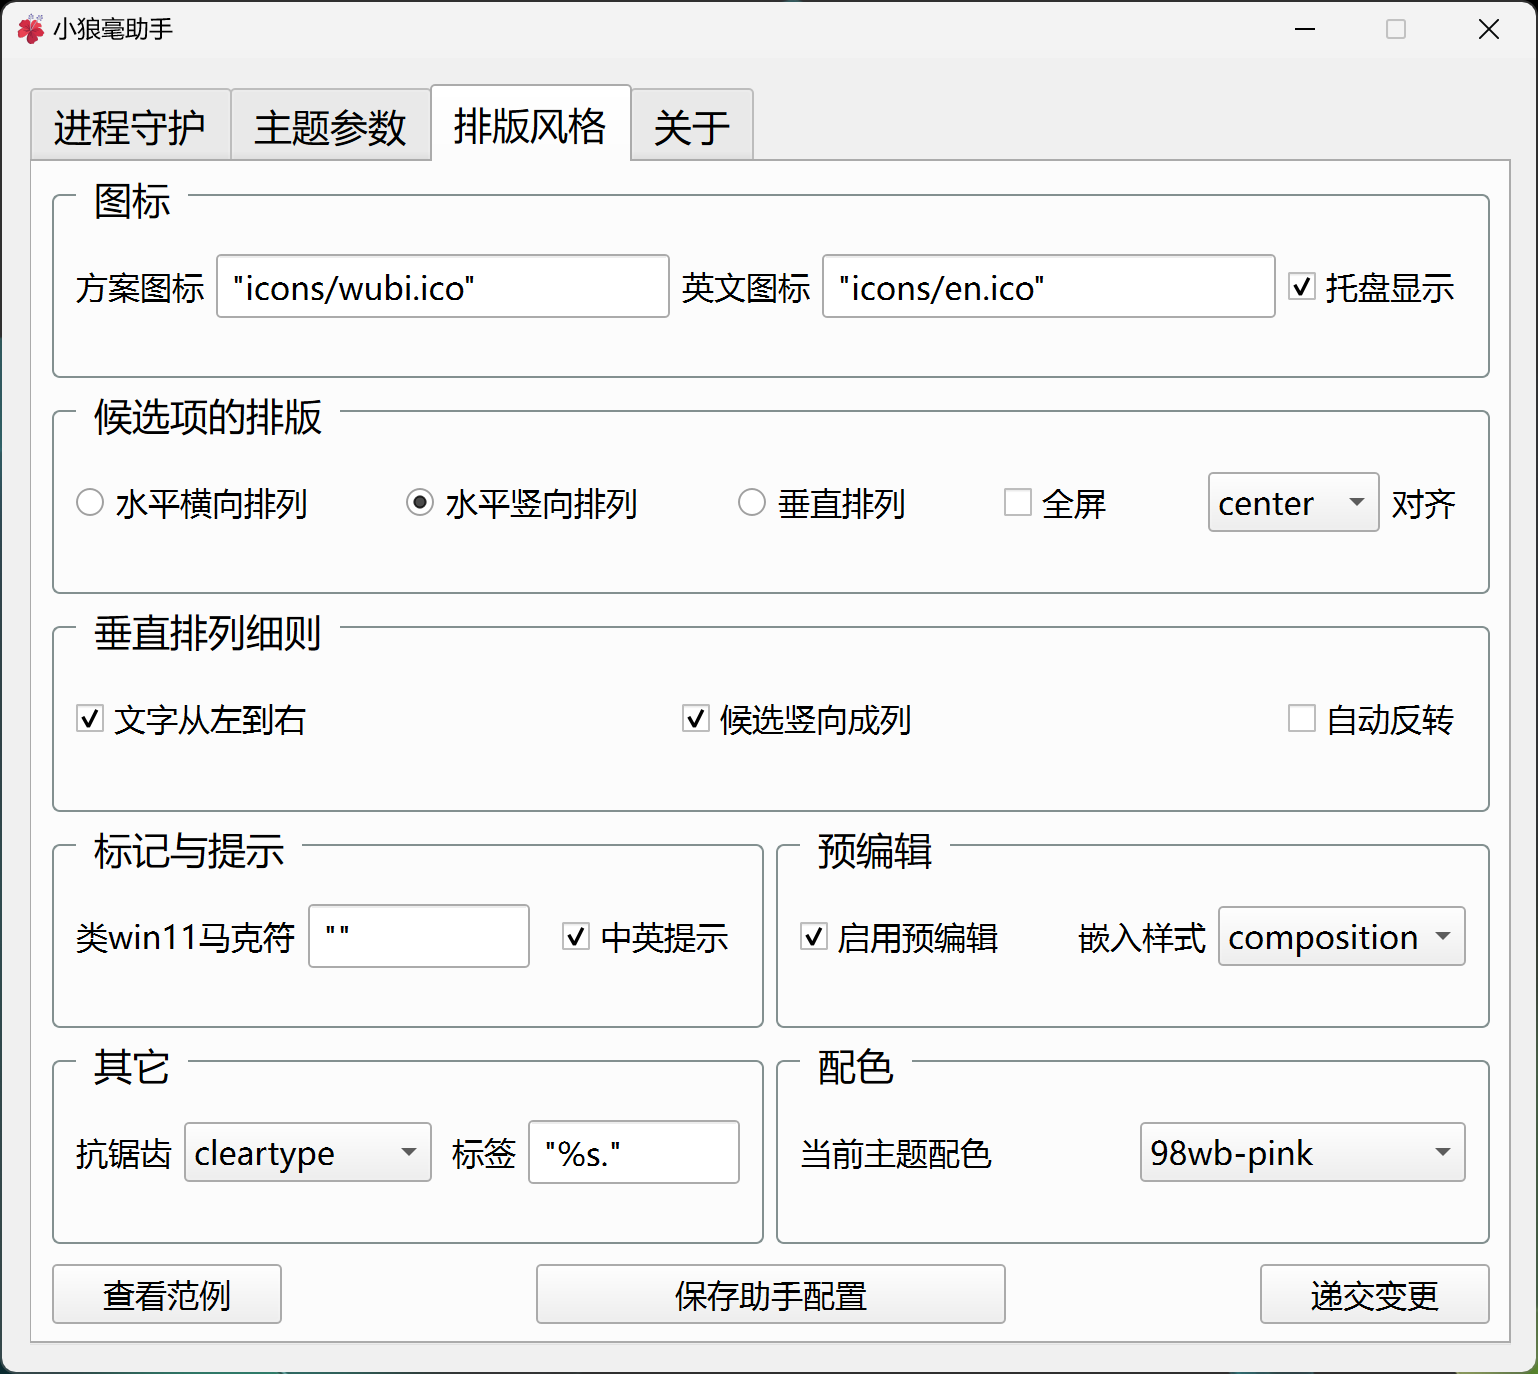 小狼毫助手
进程守护 主题参数 排版风格 关于
图标
方案图标 "icons/wubi.ico" 英文图标 "icons/en.ico" 托盘显示
候选项的排版
水平横向排列 水平竖向排列 垂直排列 全屏 center 对齐
垂直排列细则
文字从左到右 候选竖向成列 自动反转
标记与提示
类win11马克符 "" 中英提示
预编辑
启用预编辑 嵌入样式 composition
其它
抗锯齿 cleartype 标签 "%s."
配色
当前主题配色 98wb-pink
查看范例 保存助手配置 递交变更